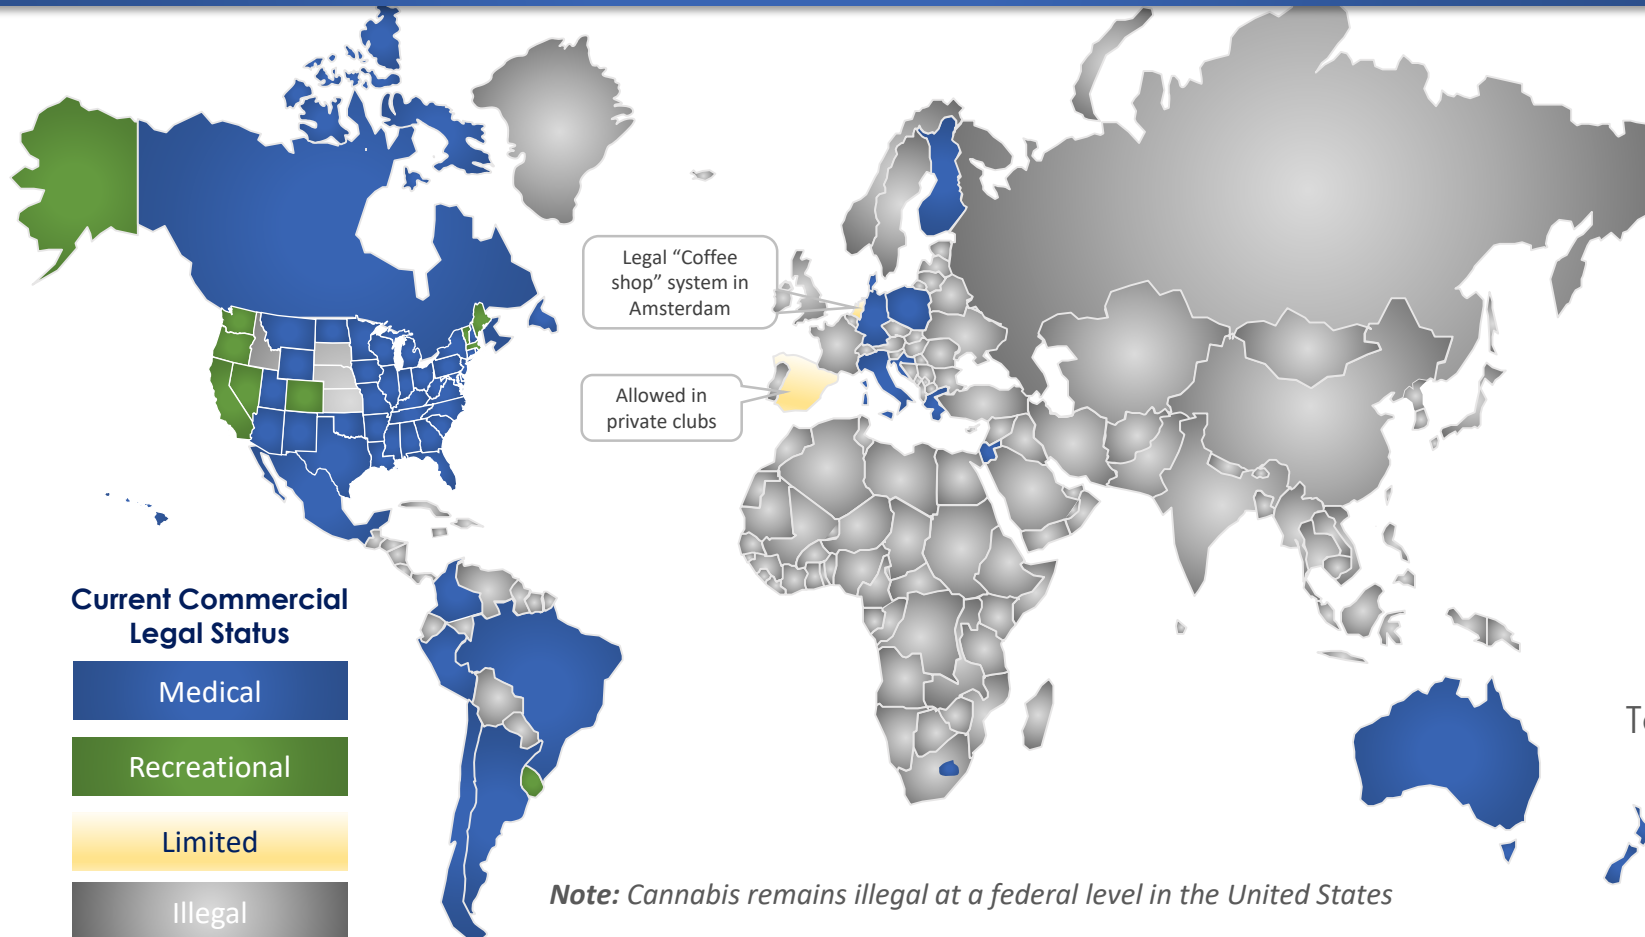 Legal “Coffee
shop” system in
Amsterdam
Allowed in
private clubs
Current Commercial
Legal Status
Medical
Recreational
Limited
Illegal
Note: Cannabis remains illegal at a federal level in the United States